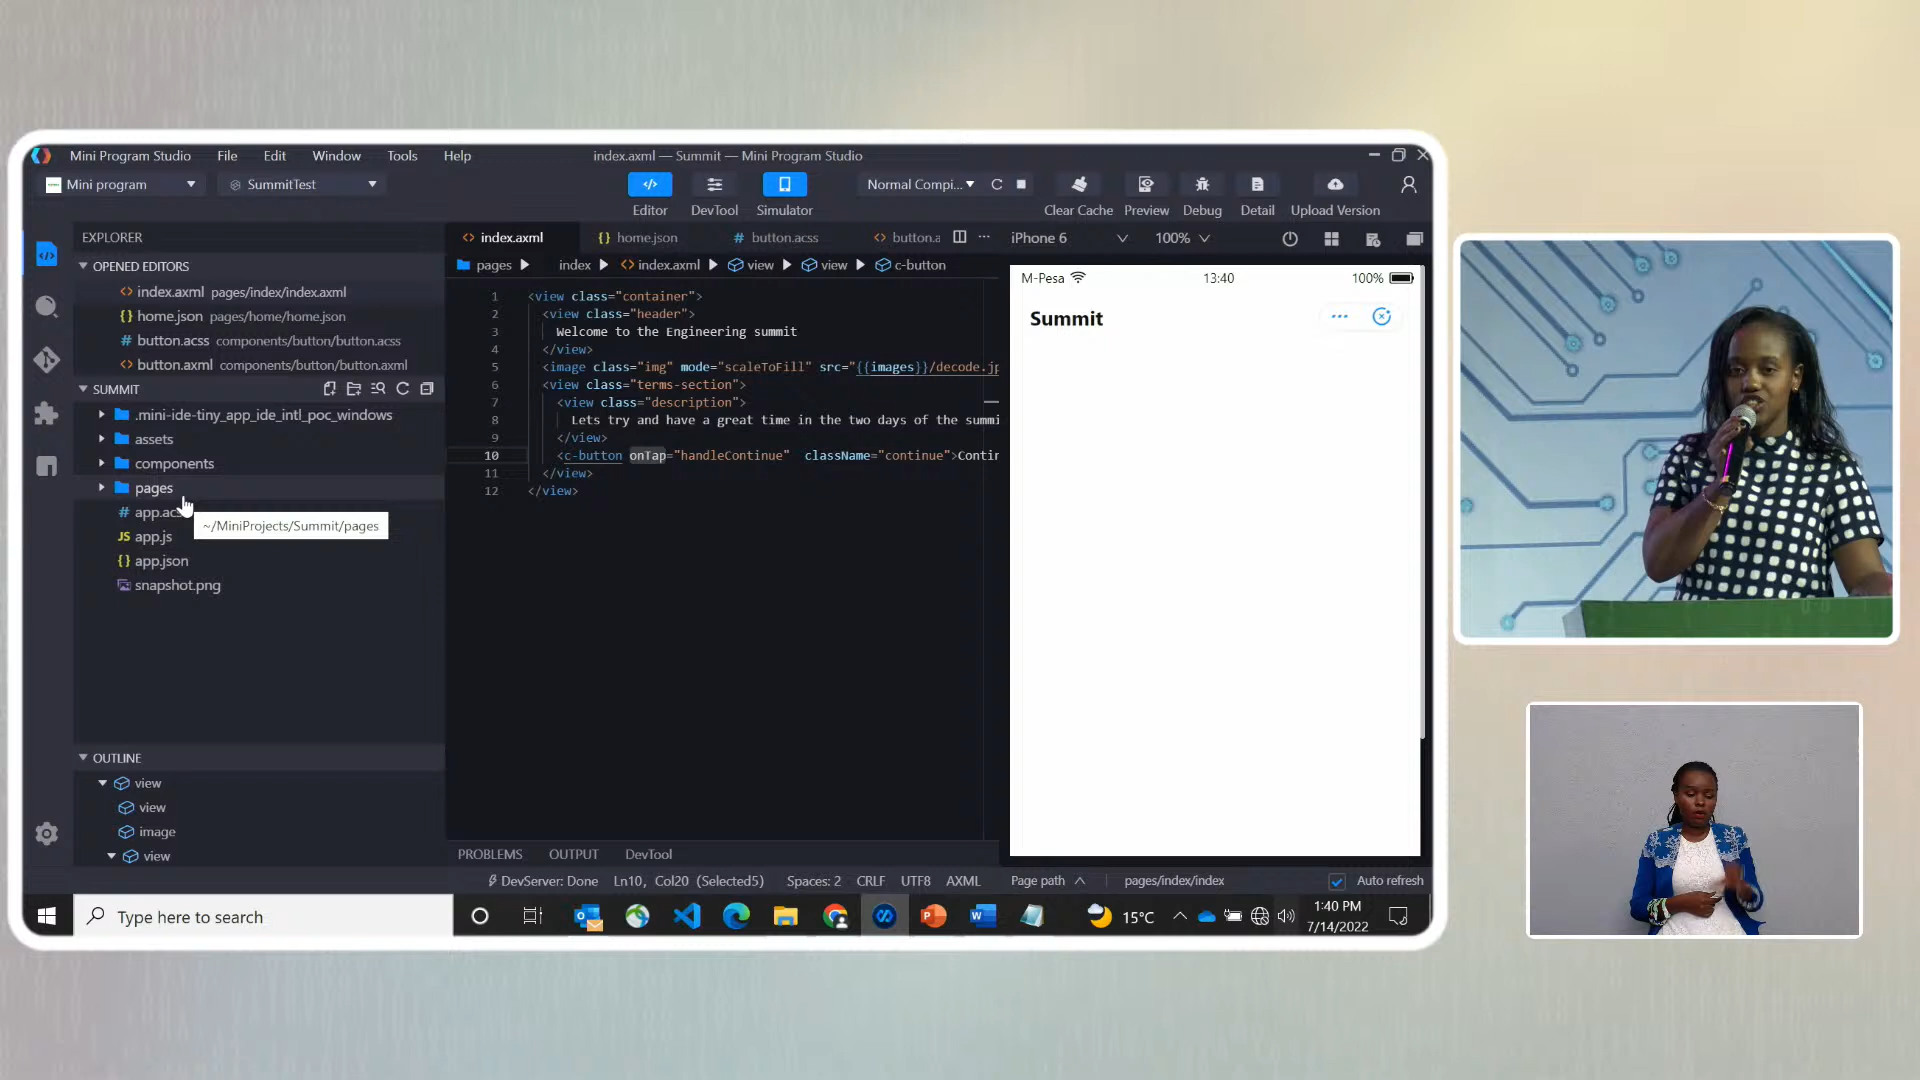 Mini Program Studio File Edit Window Tools Help index.axml — Summit — Mini Program Studio
Mini program SummitTest Normal Compi...
Editor DevTool Simulator Clear Cache Preview Debug Detail Upload Version
EXPLORER
OPENED EDITORS
<> index.axml pages/index/index.axml
{} home.json pages/home/home.json
# button.acss components/button/button.acss
<> button.axml components/button/button.axml
SUMMIT
.mini-ide-tiny_app_ide_intl_poc_windows
assets
components
pages
# app.acs
~/MiniProjects/Summit/pages
JS app.js
{} app.json
snapshot.png
OUTLINE
view
view
image
view
<> index.axml {} home.json # button.acss <> button.a ...
pages index <> index.axml view view c-button
1 <view class="container">
2 <view class="header">
3 Welcome to the Engineering summit
4 </view>
5 <image class="img" mode="scaleToFill" src="{{images}}/decode.jp
6 <view class="terms-section">
7 <view class="description">
8 Lets try and have a great time in the two days of the summi
9 </view>
10 <c-button onTap="handleContinue" className="continue">Contin
11 </view>
12 </view>
PROBLEMS OUTPUT DevTool
DevServer: Done Ln10, Col20 (Selected5) Spaces: 2 CRLF UTF8 AXML
iPhone 6 100%
M-Pesa 13:40 100%
Summit
Page path pages/index/index Auto refresh
Type here to search
15°C
1:40 PM
7/14/2022